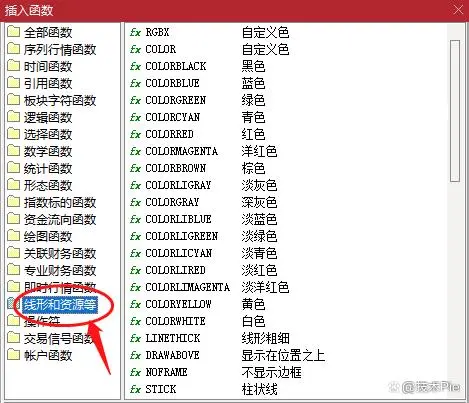 插入函数
全部函数
序列行情函数
时间函数
引用函数
板块字符函数
逻辑函数
选择函数
数学函数
统计函数
形态函数
指数标的函数
资金流向函数
绘图函数
关联财务函数
专业财务函数
即时行情函数
线形和资源等
操作符
交易信号函数
帐户函数
fx RGBX 自定义色
fx COLOR 自定义色
fx COLORBLACK 黑色
fx COLORBLUE 蓝色
fx COLORGREEN 绿色
fx COLORCYAN 青色
fx COLORRED 红色
fx COLORMAGENTA 洋红色
fx COLORBROWN 棕色
fx COLORLIGRAY 淡灰色
fx COLORGRAY 深灰色
fx COLORLIBLUE 淡蓝色
fx COLORLIGREEN 淡绿色
fx COLORLICYAN 淡青色
fx COLORLIRED 淡红色
fx COLORLIMAGENTA 淡洋红色
fx COLORYELLOW 黄色
fx COLORWHITE 白色
fx LINETHICK 线形粗细
fx DRAWABOVE 显示在位置之上
fx NOFRAME 不显示边框
fx STICK 柱状线
@技术Pie